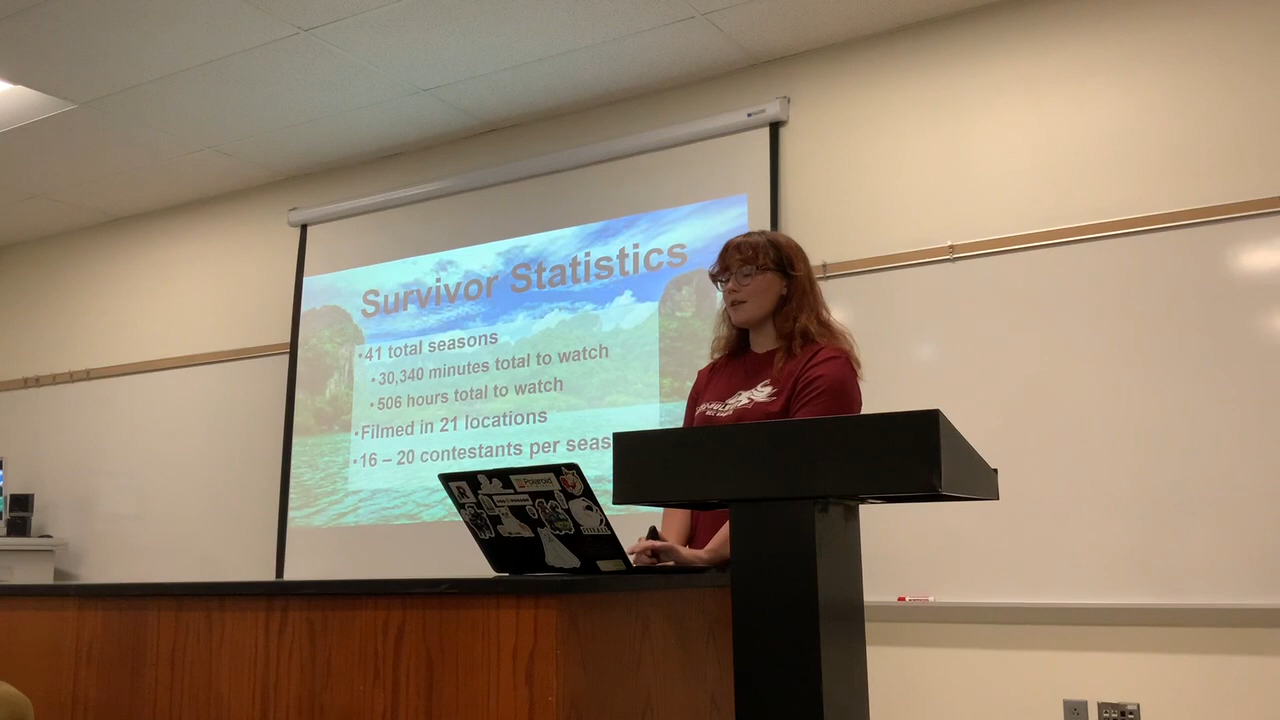 Survivor Statistics
•41 total seasons
•30,340 minutes total to watch
•506 hours total to watch
•Filmed in 21 locations
•16 – 20 contestants per seas
Polaroid